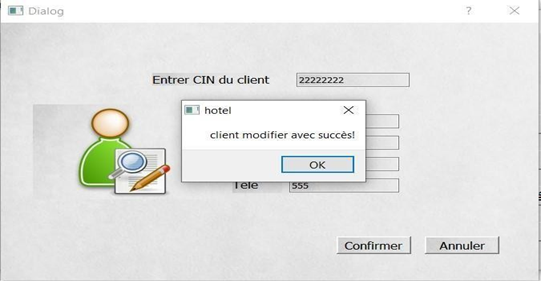 Dialog
Entrer CIN du client 22222222
hotel
client modifier avec succès!
OK
Tele 555
Confirmer Annuler